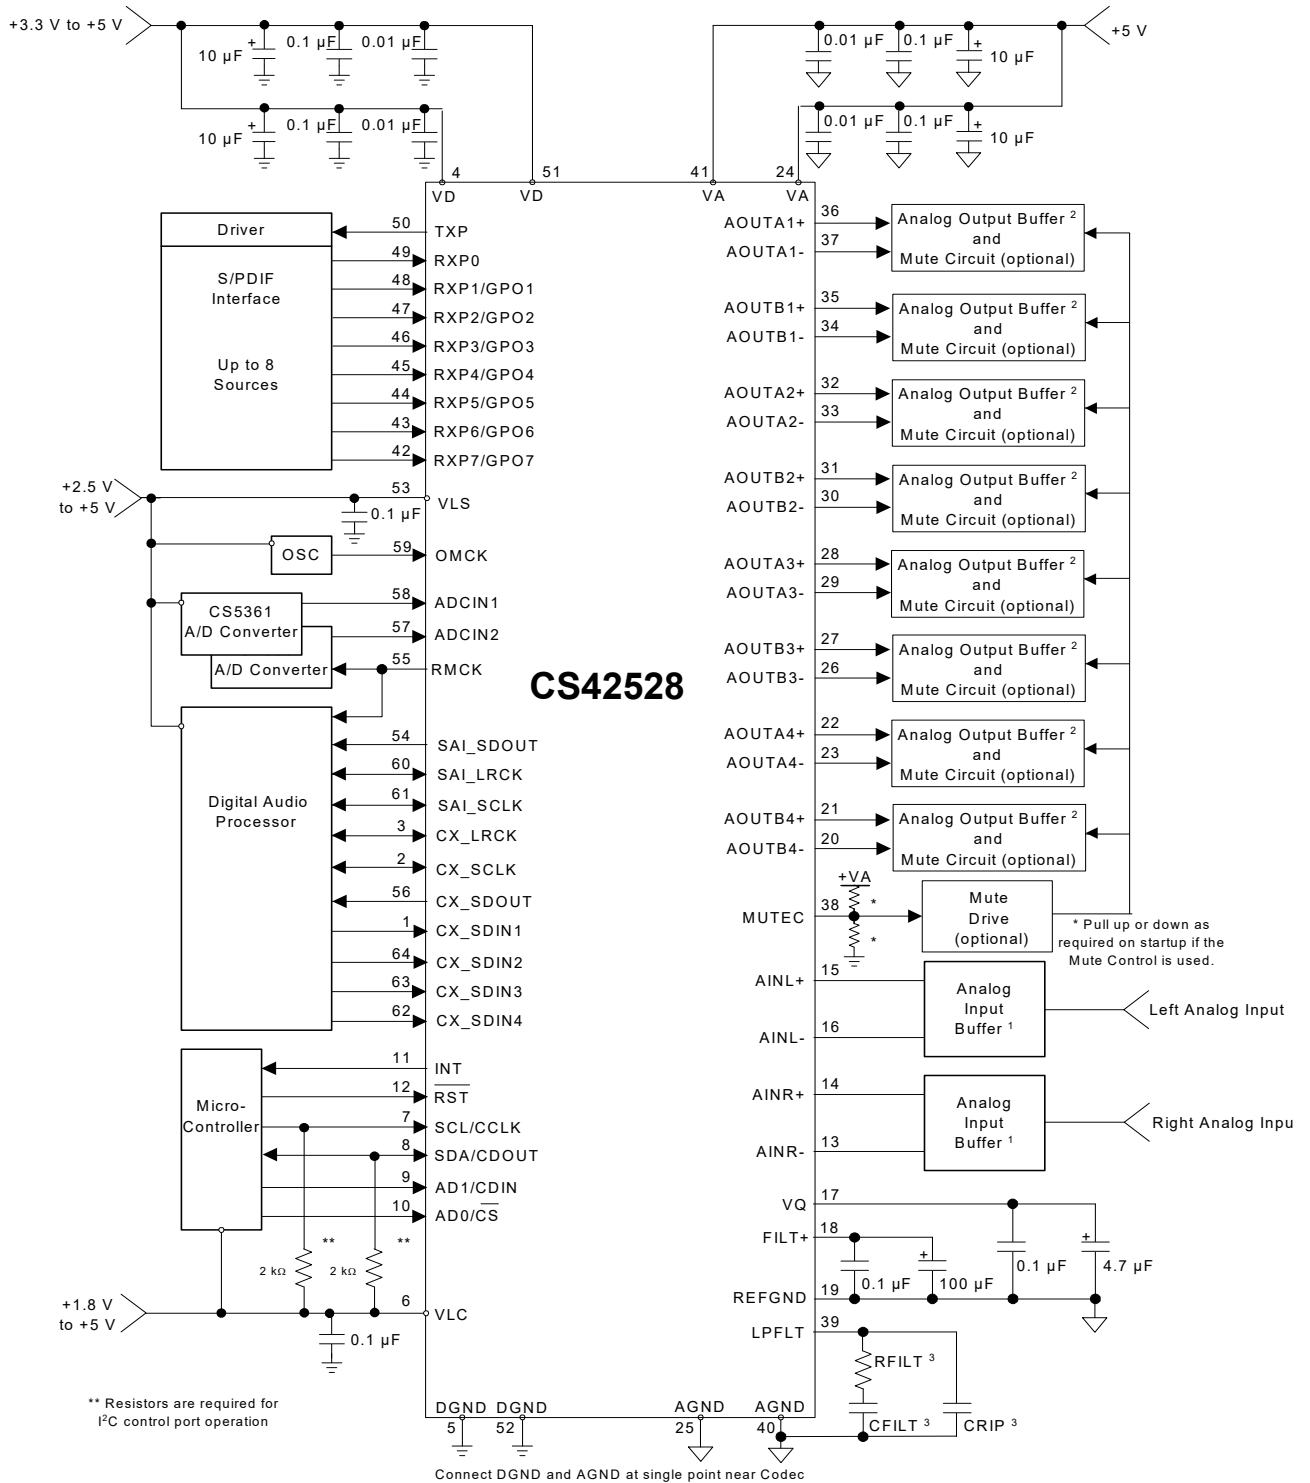 +3.3 V to +5 V
10 µF
+
0.1 µF
0.01 µF
10 µF
+
0.1 µF
0.01 µF
+5 V
0.01 µF
0.1 µF
+
10 µF
0.01 µF
0.1 µF
+
10 µF
4
51
41
24
VD
VD
VA
VA
Driver
S/PDIF
Interface
Up to 8
Sources
50
TXP
49
RXP0
48
RXP1/GPO1
47
RXP2/GPO2
46
RXP3/GPO3
45
RXP4/GPO4
44
RXP5/GPO5
43
RXP6/GPO6
42
RXP7/GPO7
+2.5 V
to +5 V
53
VLS
0.1 µF
OSC
59
OMCK
CS5361
A/D Converter
58
ADCIN1
57
ADCIN2
A/D Converter
55
RMCK
CS42528
Digital Audio
Processor
54
SAI_SDOUT
60
SAI_LRCK
61
SAI_SCLK
3
CX_LRCK
2
CX_SCLK
56
CX_SDOUT
1
CX_SDIN1
64
CX_SDIN2
63
CX_SDIN3
62
CX_SDIN4
Micro-
Controller
11
INT
12
RST
7
SCL/CCLK
8
SDA/CDOUT
9
AD1/CDIN
10
AD0/CS
**
**
2 kΩ
2 kΩ
+1.8 V
to +5 V
6
VLC
0.1 µF
** Resistors are required for
I²C control port operation
AOUTA1+
36
AOUTA1-
37
Analog Output Buffer ²
and
Mute Circuit (optional)
AOUTB1+
35
AOUTB1-
34
Analog Output Buffer ²
and
Mute Circuit (optional)
AOUTA2+
32
AOUTA2-
33
Analog Output Buffer ²
and
Mute Circuit (optional)
AOUTB2+
31
AOUTB2-
30
Analog Output Buffer ²
and
Mute Circuit (optional)
AOUTA3+
28
AOUTA3-
29
Analog Output Buffer ²
and
Mute Circuit (optional)
AOUTB3+
27
AOUTB3-
26
Analog Output Buffer ²
and
Mute Circuit (optional)
AOUTA4+
22
AOUTA4-
23
Analog Output Buffer ²
and
Mute Circuit (optional)
AOUTB4+
21
AOUTB4-
20
Analog Output Buffer ²
and
Mute Circuit (optional)
+VA
*
*
MUTEC
38
Mute
Drive
(optional)
* Pull up or down as
required on startup if the
Mute Control is used.
AINL+
15
AINL-
16
Analog
Input
Buffer ¹
Left Analog Input
AINR+
14
AINR-
13
Analog
Input
Buffer ¹
Right Analog Inpu
VQ
17
FILT+
18
0.1 µF
+
100 µF
0.1 µF
+
4.7 µF
REFGND
19
LPFLT
39
RFILT ³
CFILT ³
CRIP ³
DGND
DGND
AGND
AGND
5
52
25
40
Connect DGND and AGND at single point near Codec